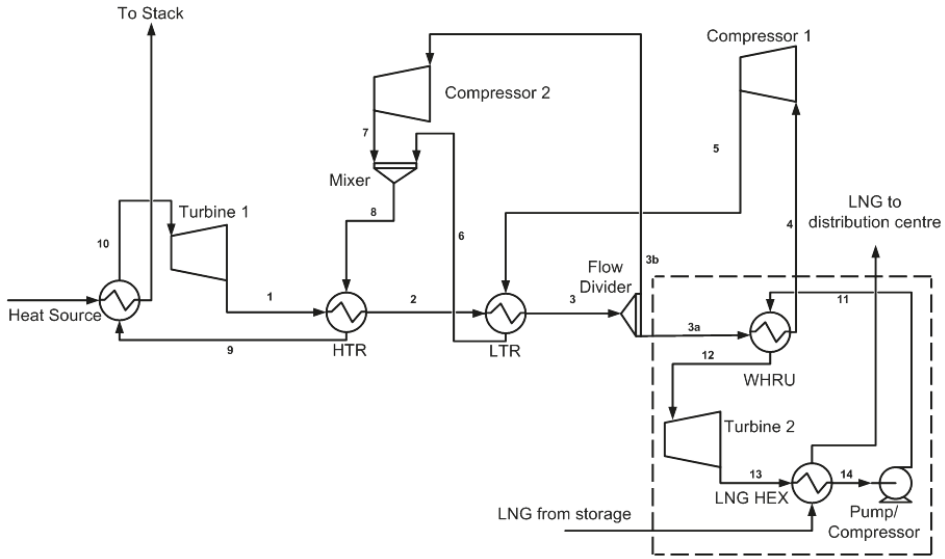 To Stack
Compressor 1
Compressor 2
7
5
Mixer
LNG to
distribution centre
8
Turbine 1
10
6
4
3b
Flow
Divider
11
1
2
3
3a
Heat Source
9
HTR
LTR
12
WHRU
Turbine 2
13
14
LNG HEX
LNG from storage
Pump/
Compressor